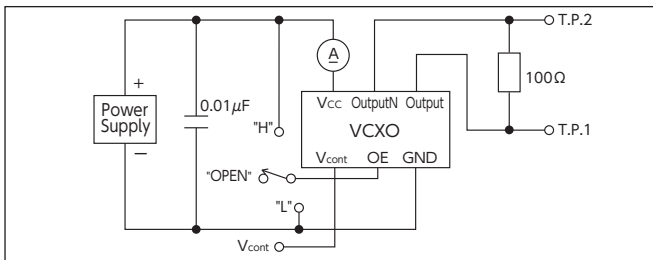 T.P.2
A
+
100Ω
0.01µF
Vcc OutputN Output
Power
Supply
"H"
VCXO
T.P.1
Vcont OE GND
−
"OPEN"
"L"
Vcont